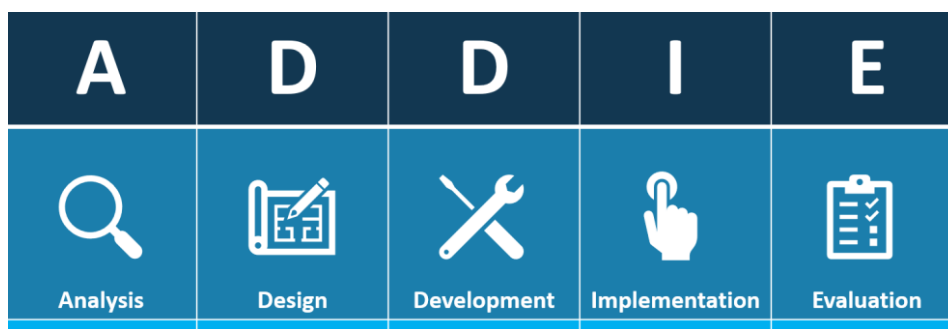 A D D I E
Analysis Design Development Implementation Evaluation